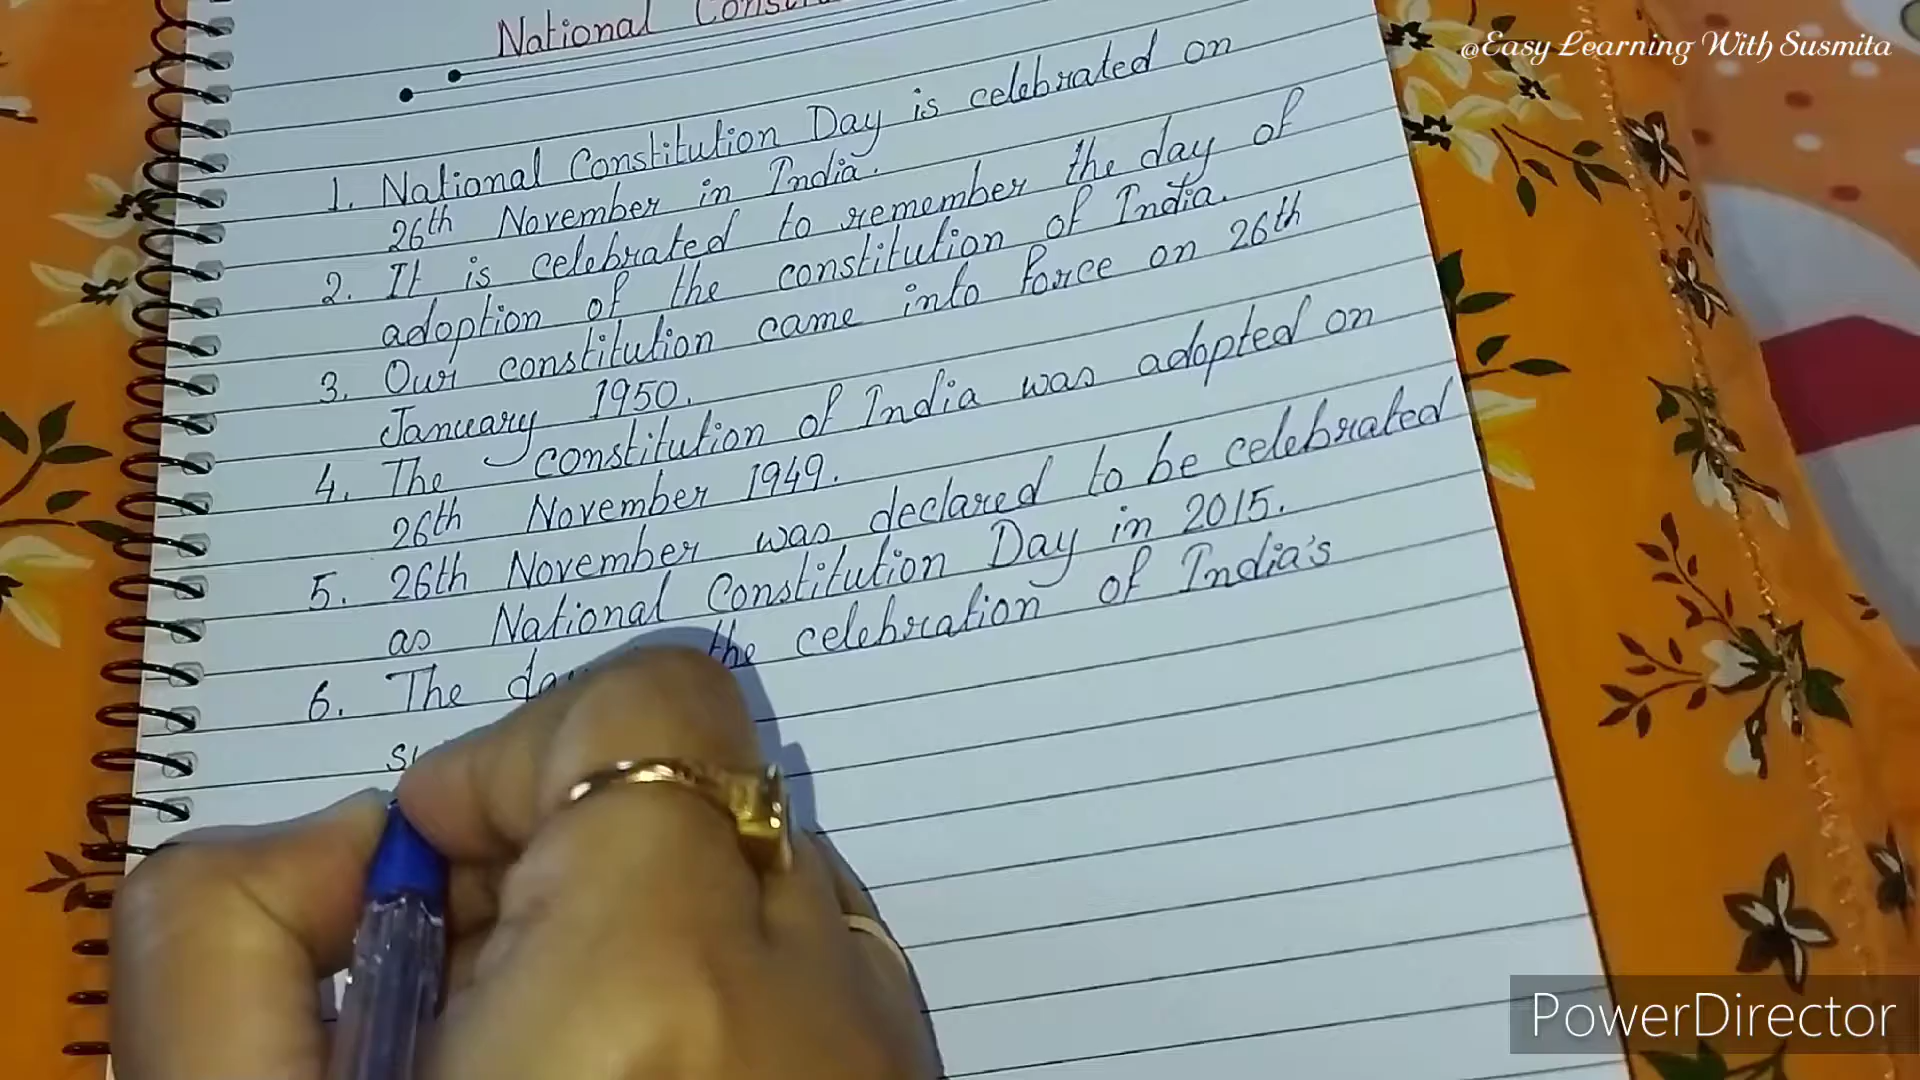 National
@Easy Learning With Susmita
1. National Constitution Day is celebrated on
26th November in India.
2. It is celebrated to remember the day of
adoption of the constitution of India.
3. Our constitution came into force on 26th
January 1950.
4. The constitution of India was adopted on
26th November 1949.
5. 26th November was declared to be celebrated
as National Constitution Day in 2015.
6. The the celebration of India's
PowerDirector